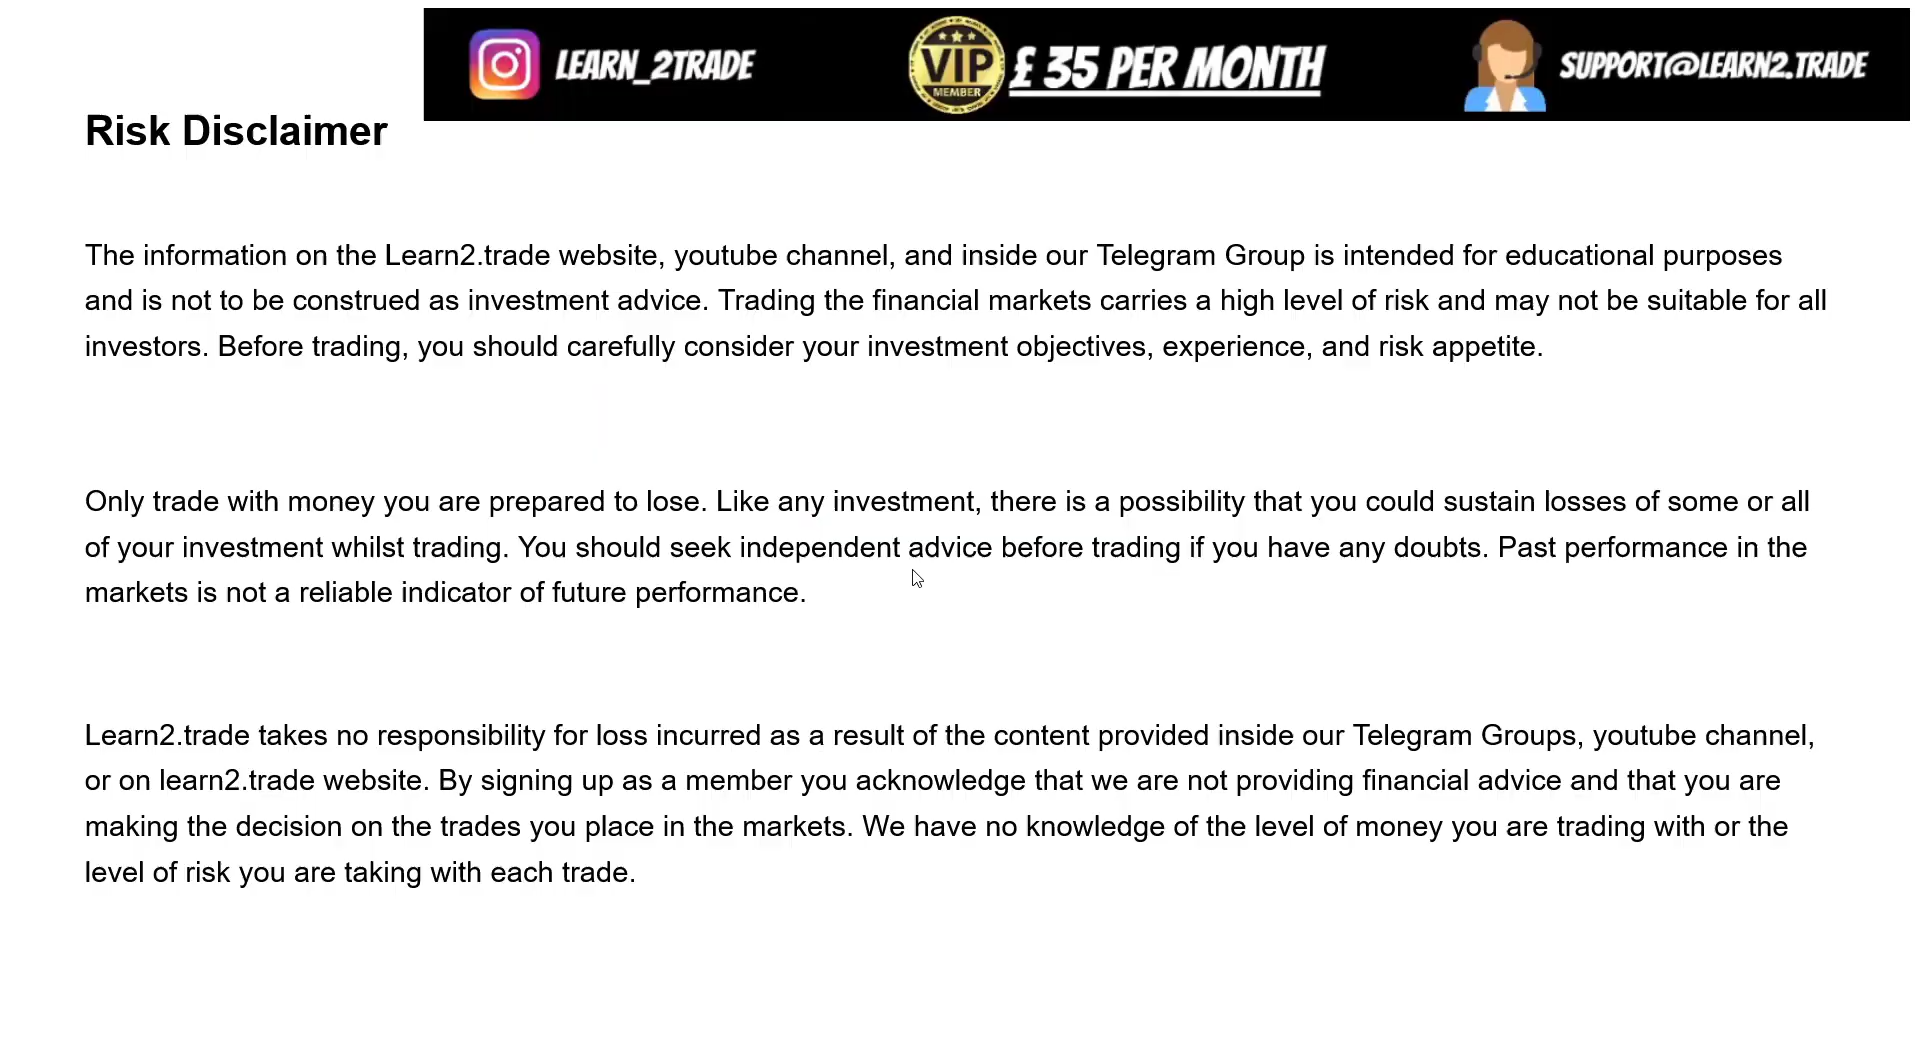 LEARN_2TRADE
VIP
MEMBER
£ 35 PER MONTH
SUPPORT@LEARN2.TRADE
Risk Disclaimer
The information on the Learn2.trade website, youtube channel, and inside our Telegram Group is intended for educational purposes
and is not to be construed as investment advice. Trading the financial markets carries a high level of risk and may not be suitable for all
investors. Before trading, you should carefully consider your investment objectives, experience, and risk appetite.
Only trade with money you are prepared to lose. Like any investment, there is a possibility that you could sustain losses of some or all
of your investment whilst trading. You should seek independent advice before trading if you have any doubts. Past performance in the
markets is not a reliable indicator of future performance.
Learn2.trade takes no responsibility for loss incurred as a result of the content provided inside our Telegram Groups, youtube channel,
or on learn2.trade website. By signing up as a member you acknowledge that we are not providing financial advice and that you are
making the decision on the trades you place in the markets. We have no knowledge of the level of money you are trading with or the
level of risk you are taking with each trade.